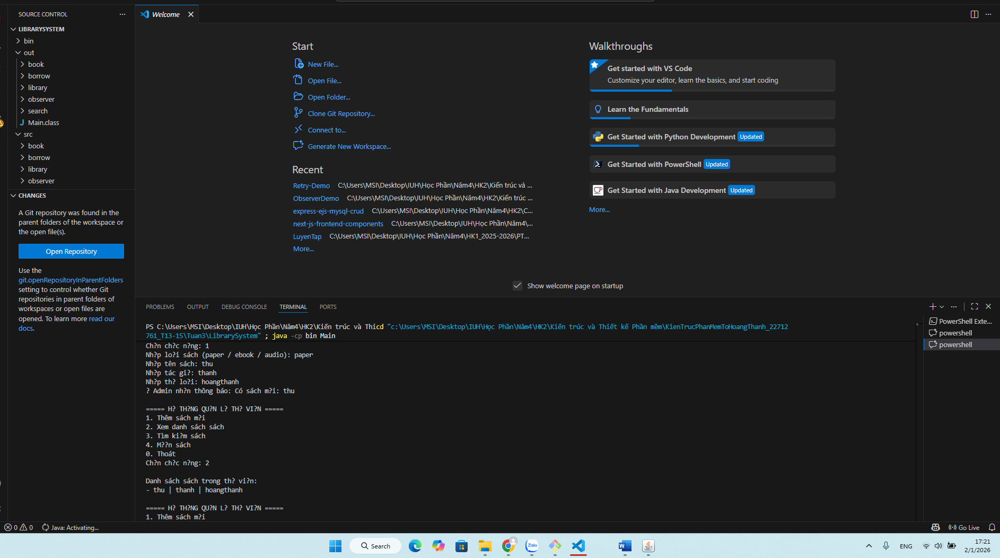 SOURCE CONTROL
LIBRARYSYSTEM
bin
out
book
borrow
library
observer
search
J Main.class
src
book
borrow
library
observer
CHANGES
A Git repository was found in the
parent folders of the workspace or
the open file(s).
Open Repository
Use the
git.openRepositoryInParentFolders
setting to control whether Git
repositories in parent folders of
workspaces or open files are
opened. To learn more read our
docs.
Welcome
Start
New File...
Open File...
Open Folder...
Clone Git Repository...
Connect to...
Generate New Workspace...
Recent
Retry-Demo C:\Users\MSI\Desktop\IUH\Học Phần\Năm4\HK2\Kiến trúc và ...
ObserverDemo C:\Users\MSI\Desktop\IUH\Học Phần\Năm4\HK2\Kiến trúc ...
express-ejs-mysql-crud C:\Users\MSI\Desktop\IUH\Học Phần\Năm4\HK2\C...
next-js-frontend-components C:\Users\MSI\Desktop\IUH\Học Phần\Năm4\...
LuyenTap C:\Users\MSI\Desktop\IUH\Học Phần\Năm4\HK1_2025-2026\PT...
More...
Walkthroughs
Get started with VS Code
Customize your editor, learn the basics, and start coding
Learn the Fundamentals
Get Started with Python Development Updated
Get Started with PowerShell Updated
Get Started with Java Development Updated
More...
Show welcome page on startup
PROBLEMS OUTPUT DEBUG CONSOLE TERMINAL PORTS
PS C:\Users\MSI\Desktop\IUH\Học Phần\Năm4\HK2\Kiến trúc và Thicd "c:\Users\MSI\Desktop\IUH\Học Phần\Năm4\HK2\Kiến trúc và Thiết kế Phần mềm\KienTrucPhanMemToHoangThanh_22712
761_T13-15\Tuan3\LibrarySystem" ; java -cp bin Main
Ch?n ch?c n?ng: 1
Nh?p lo?i sách (paper / ebook / audio): paper
Nh?p tên sách: thu
Nh?p tác gi?: thanh
Nh?p th? lo?i: hoangthanh
? Admin nh?n thông báo: Có sách m?i: thu
===== H? TH?NG QU?N L? TH? VI?N =====
1. Thêm sách m?i
2. Xem danh sách sách
3. Tìm ki?m sách
4. M??n sách
0. Thoát
Ch?n ch?c n?ng: 2
Danh sách sách trong th? vi?n:
- thu | thanh | hoangthanh
===== H? TH?NG QU?N L? TH? VI?N =====
1. Thêm sách m?i
PowerShell Exte...
powershell
powershell
0 0 Java: Activating...
Go Live
Search
Zalo
ENG
17:21
2/1/2026